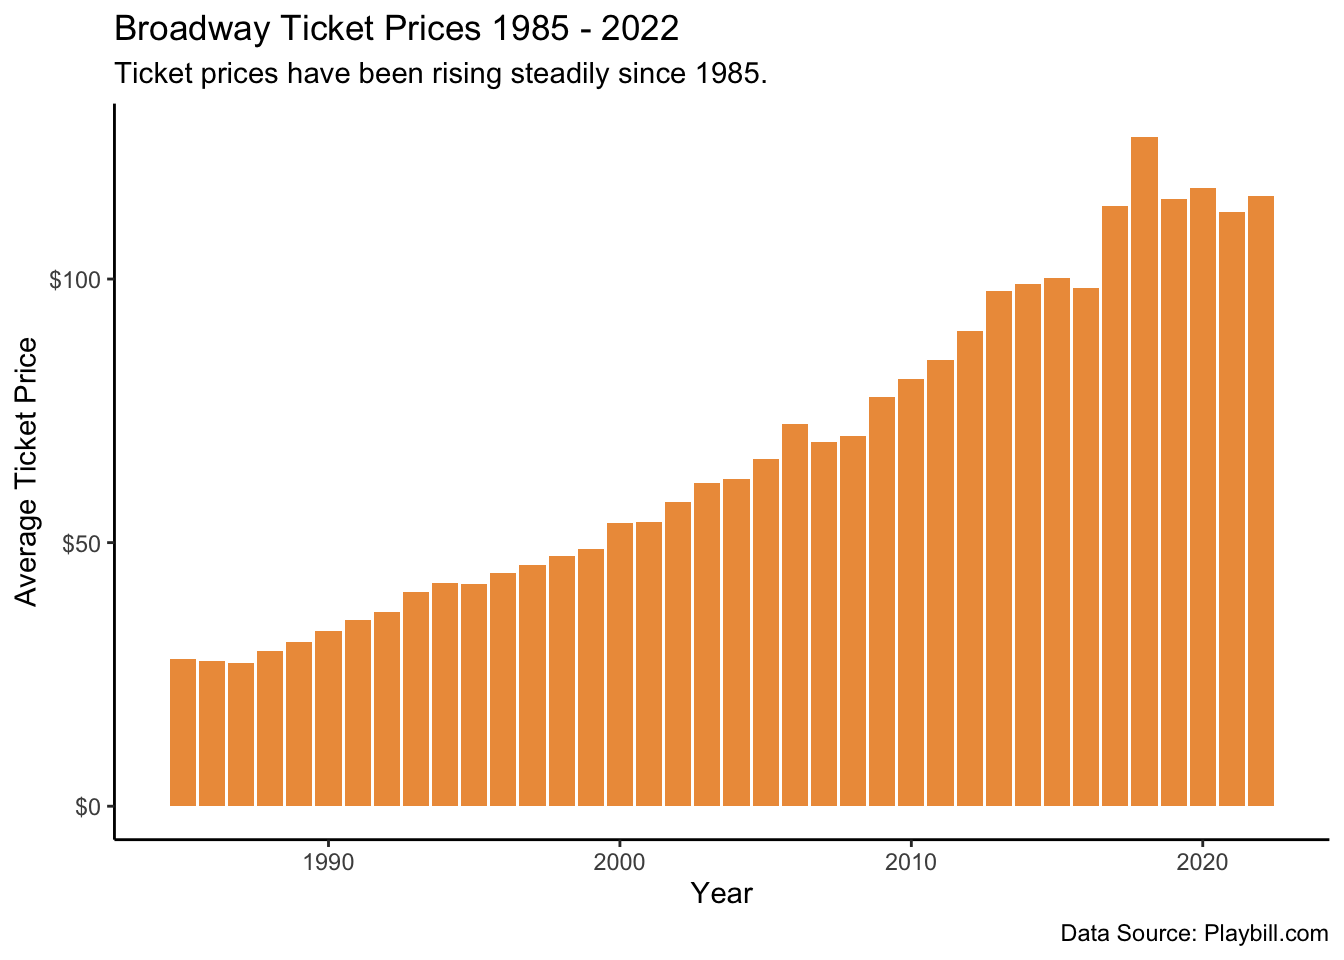 Broadway Ticket Prices 1985 - 2022
Ticket prices have been rising steadily since 1985.
Average Ticket Price
$100
$50
$0
1990 2000 2010 2020
Year
Data Source: Playbill.com